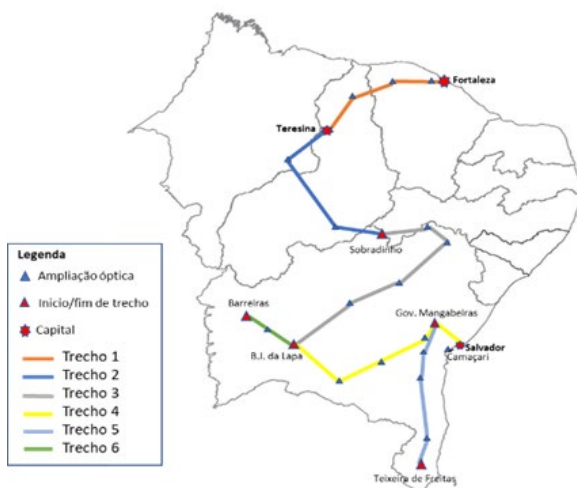 Fortaleza
Teresina
Sobradinho
Legenda
Ampliação óptica
Início/fim de trecho
Capital
Trecho 1
Trecho 2
Trecho 3
Trecho 4
Trecho 5
Trecho 6
Barreiras
B.J. da Lapa
Gov. Mangabeiras
Salvador
Camaçari
Teixeira de Freitas